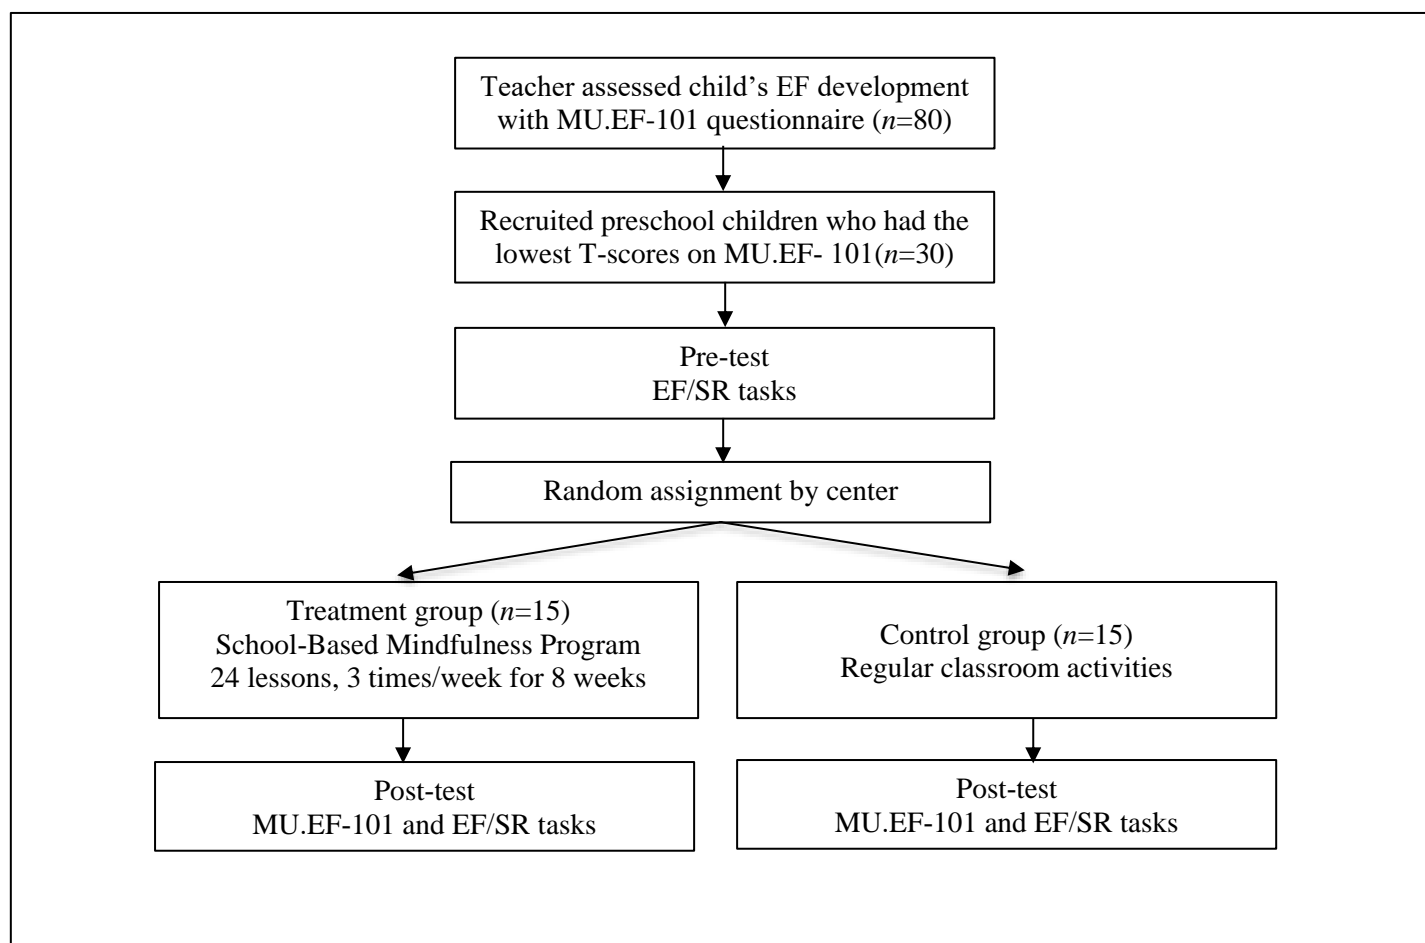 Teacher assessed child’s EF development
with MU.EF-101 questionnaire (n=80)
Recruited preschool children who had the
lowest T-scores on MU.EF- 101(n=30)
Pre-test
EF/SR tasks
Random assignment by center
Treatment group (n=15)
School-Based Mindfulness Program
24 lessons, 3 times/week for 8 weeks
Control group (n=15)
Regular classroom activities
Post-test
MU.EF-101 and EF/SR tasks
Post-test
MU.EF-101 and EF/SR tasks